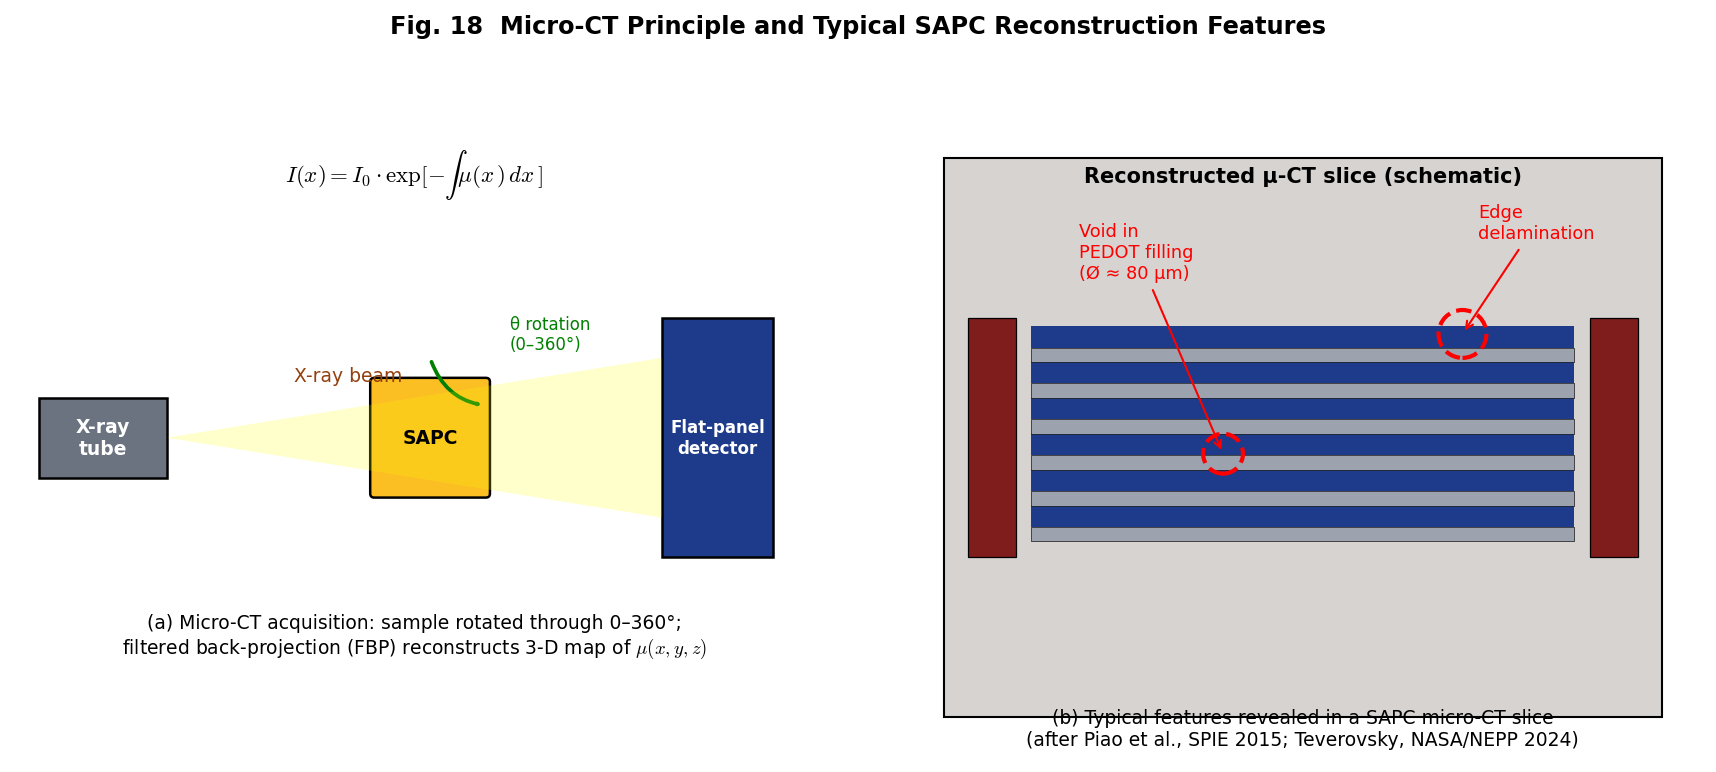 Fig. 18  Micro-CT Principle and Typical SAPC Reconstruction Features
I(x) = I₀ · exp[−∫μ(x) dx]
θ rotation
(0–360°)
X-ray beam
X-ray
tube
SAPC
Flat-panel
detector
(a) Micro-CT acquisition: sample rotated through 0–360°;
filtered back-projection (FBP) reconstructs 3-D map of μ(x, y, z)
Reconstructed μ-CT slice (schematic)
Void in
PEDOT filling
(Ø ≈ 80 μm)
Edge
delamination
(b) Typical features revealed in a SAPC micro-CT slice
(after Piao et al., SPIE 2015; Teverovsky, NASA/NEPP 2024)